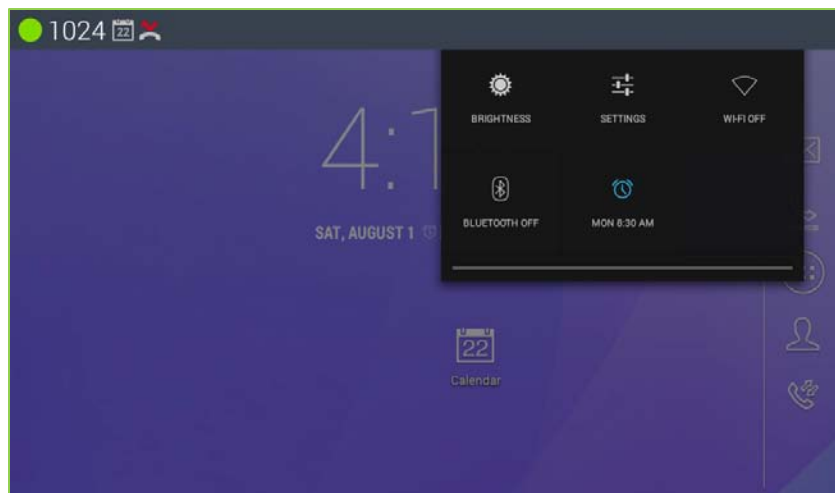 1024 22
BRIGHTNESS SETTINGS WI-FI OFF
4:1
BLUETOOTH OFF MON 8:30 AM
SAT, AUGUST 1
22
Calendar